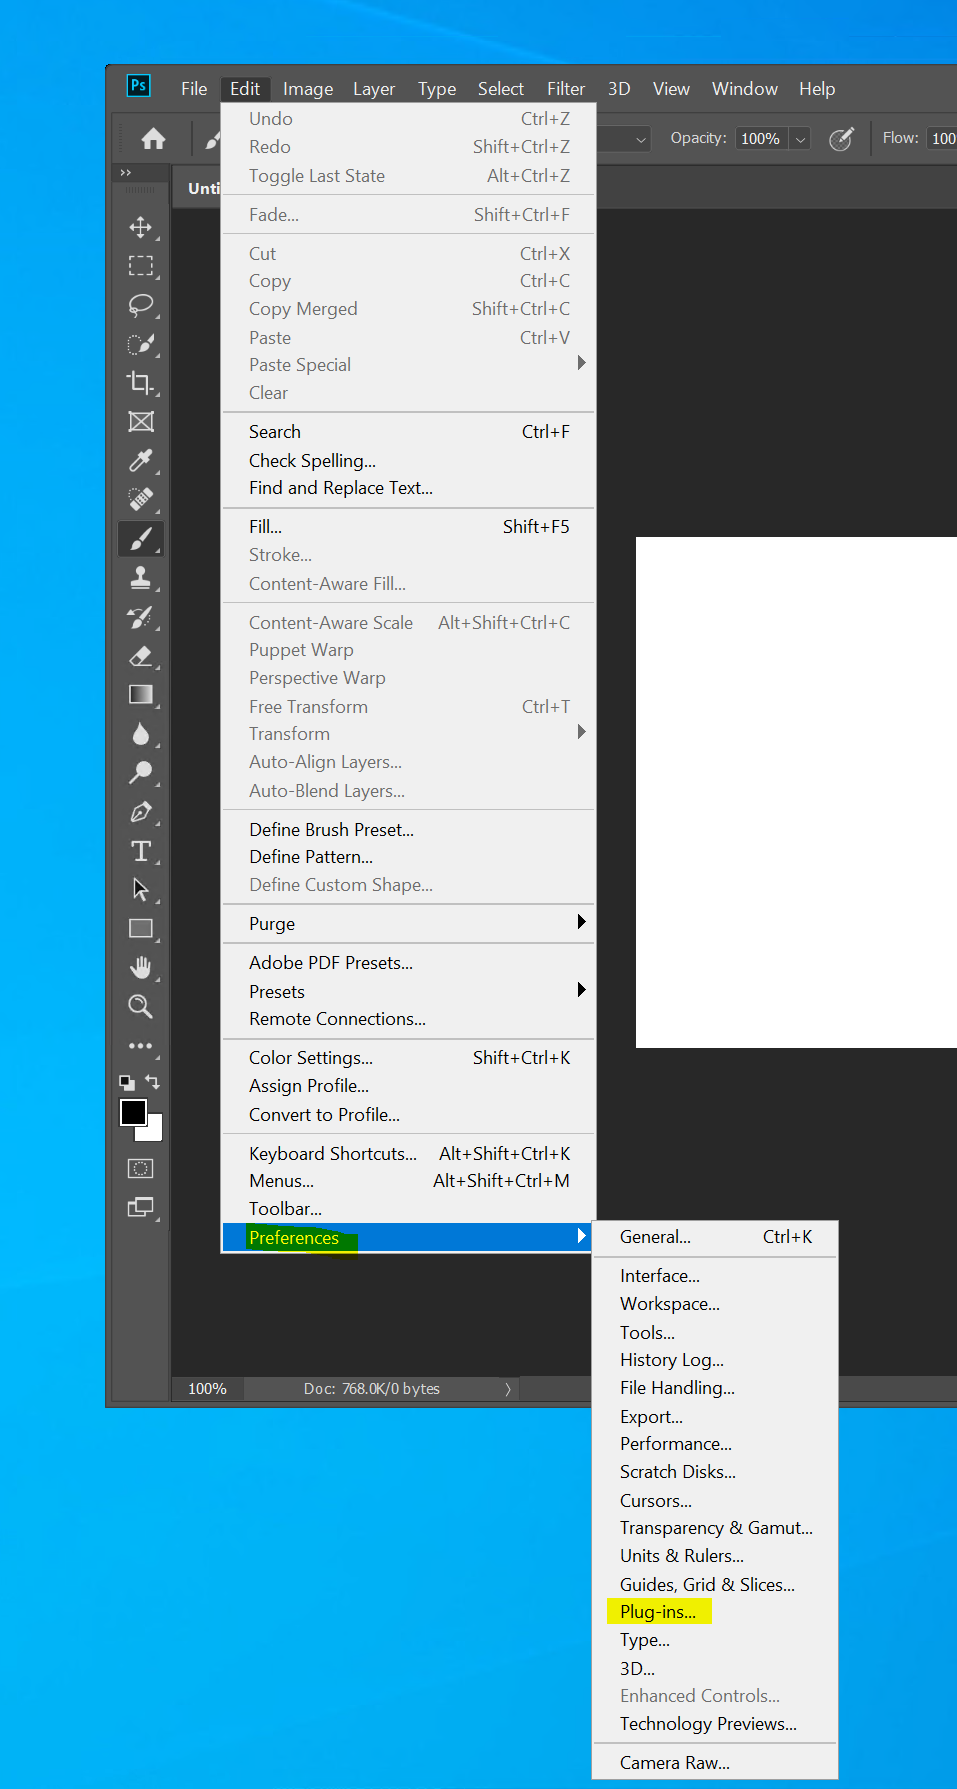 Ps File Edit Image Layer Type Select Filter 3D View Window Help
Opacity: 100% Flow: 100
Unti
Undo Ctrl+Z
Redo Shift+Ctrl+Z
Toggle Last State Alt+Ctrl+Z
Fade... Shift+Ctrl+F
Cut Ctrl+X
Copy Ctrl+C
Copy Merged Shift+Ctrl+C
Paste Ctrl+V
Paste Special
Clear
Search Ctrl+F
Check Spelling...
Find and Replace Text...
Fill... Shift+F5
Stroke...
Content-Aware Fill...
Content-Aware Scale Alt+Shift+Ctrl+C
Puppet Warp
Perspective Warp
Free Transform Ctrl+T
Transform
Auto-Align Layers...
Auto-Blend Layers...
Define Brush Preset...
Define Pattern...
Define Custom Shape...
Purge
Adobe PDF Presets...
Presets
Remote Connections...
Color Settings... Shift+Ctrl+K
Assign Profile...
Convert to Profile...
Keyboard Shortcuts... Alt+Shift+Ctrl+K
Menus... Alt+Shift+Ctrl+M
Toolbar...
Preferences
General... Ctrl+K
Interface...
Workspace...
Tools...
History Log...
File Handling...
Export...
Performance...
Scratch Disks...
Cursors...
Transparency & Gamut...
Units & Rulers...
Guides, Grid & Slices...
Plug-ins...
Type...
3D...
Enhanced Controls...
Technology Previews...
Camera Raw...
100% Doc: 768.0K/0 bytes